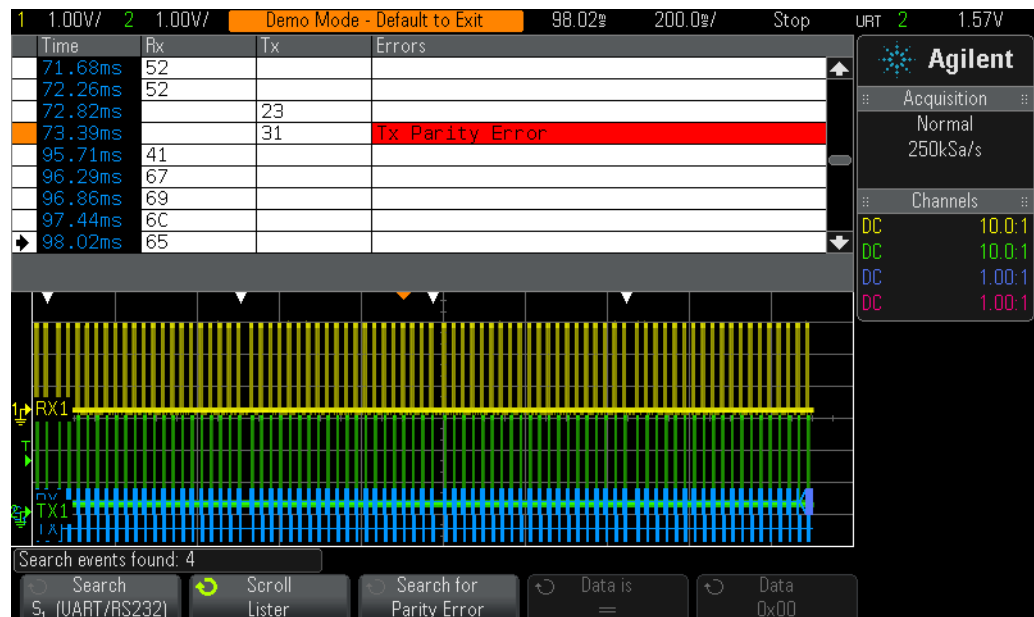 1 1.00V/ 2 1.00V/ Demo Mode - Default to Exit 98.02ms 200.0ms/ Stop URT 2 1.57V
Time Rx Tx Errors
71.68ms 52
72.26ms 52
72.82ms 23
73.39ms 31 Tx Parity Error
95.71ms 41
96.29ms 67
96.86ms 69
97.44ms 6C
98.02ms 65
Agilent
Acquisition
Normal
250kSa/s
Channels
DC 10.0:1
DC 10.0:1
DC 1.00:1
DC 1.00:1
1 RX1
T
RX
2 TX1
TX
Search events found: 4
Search Scroll Search for Data is Data
S1 (UART/RS232) Lister Parity Error = 0x00